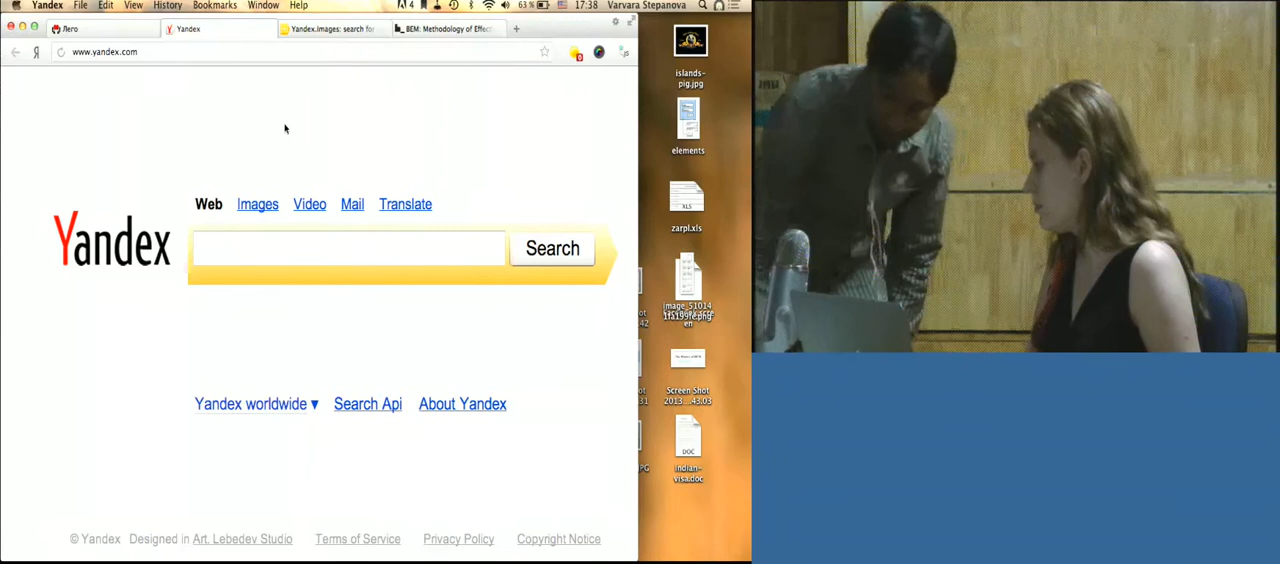 Yandex File Edit View History Bookmarks Window Help 4 63% 17:38 Varvara Stepanova
Лего Yandex Yandex.Images: search for BEM: Methodology of Effect
www.yandex.com
Web Images Video Mail Translate
Yandex Search
Yandex worldwide ▼ Search Api About Yandex
© Yandex Designed in Art. Lebedev Studio Terms of Service Privacy Policy Copyright Notice
islands-
pig.jpg
elements
XLS
zarpl.xls
Screen Shot
2013....43.03
DOC
indian-
visa.doc